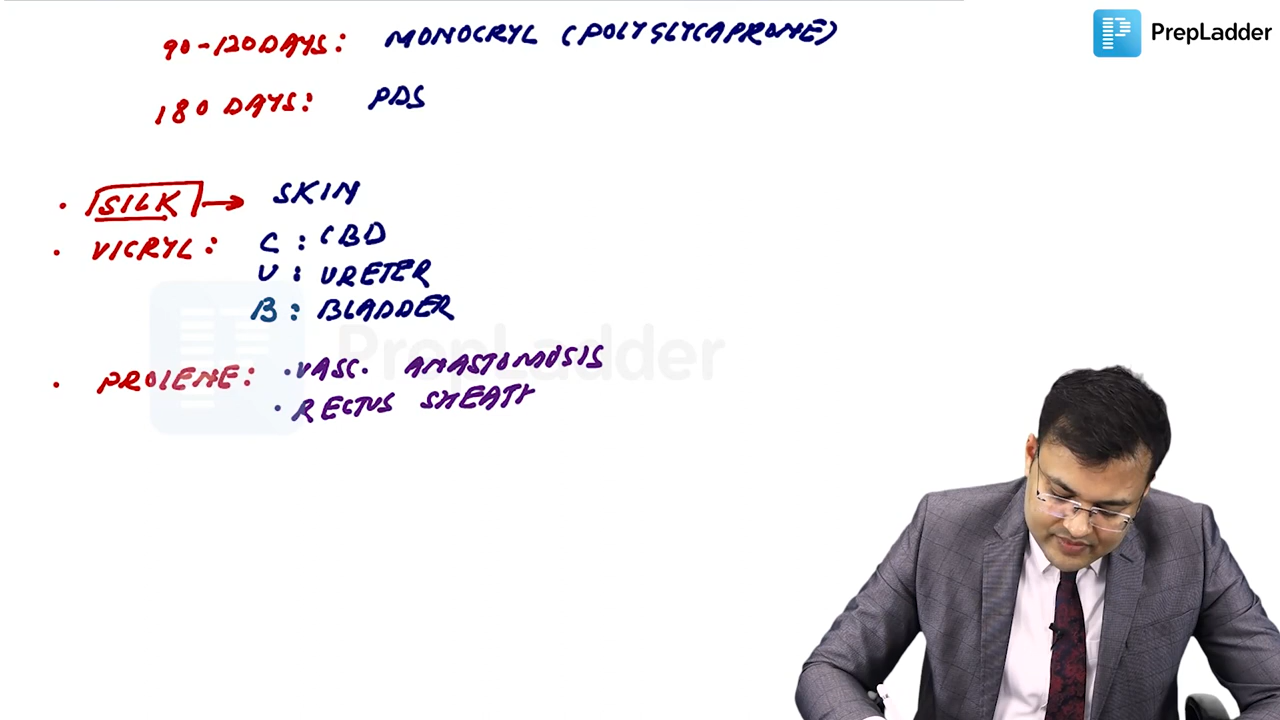 90-120 DAYS: MONOCRYL (POLYGLYCAPRONE)
PrepLadder
180 DAYS: PDS
• SILK → SKIN
• VICRYL: C: CBD
U: URETER
B: BLADDER
PrepLadder
• PROLENE: • VASC. ANASTOMOSIS
• RECTUS SHEATH